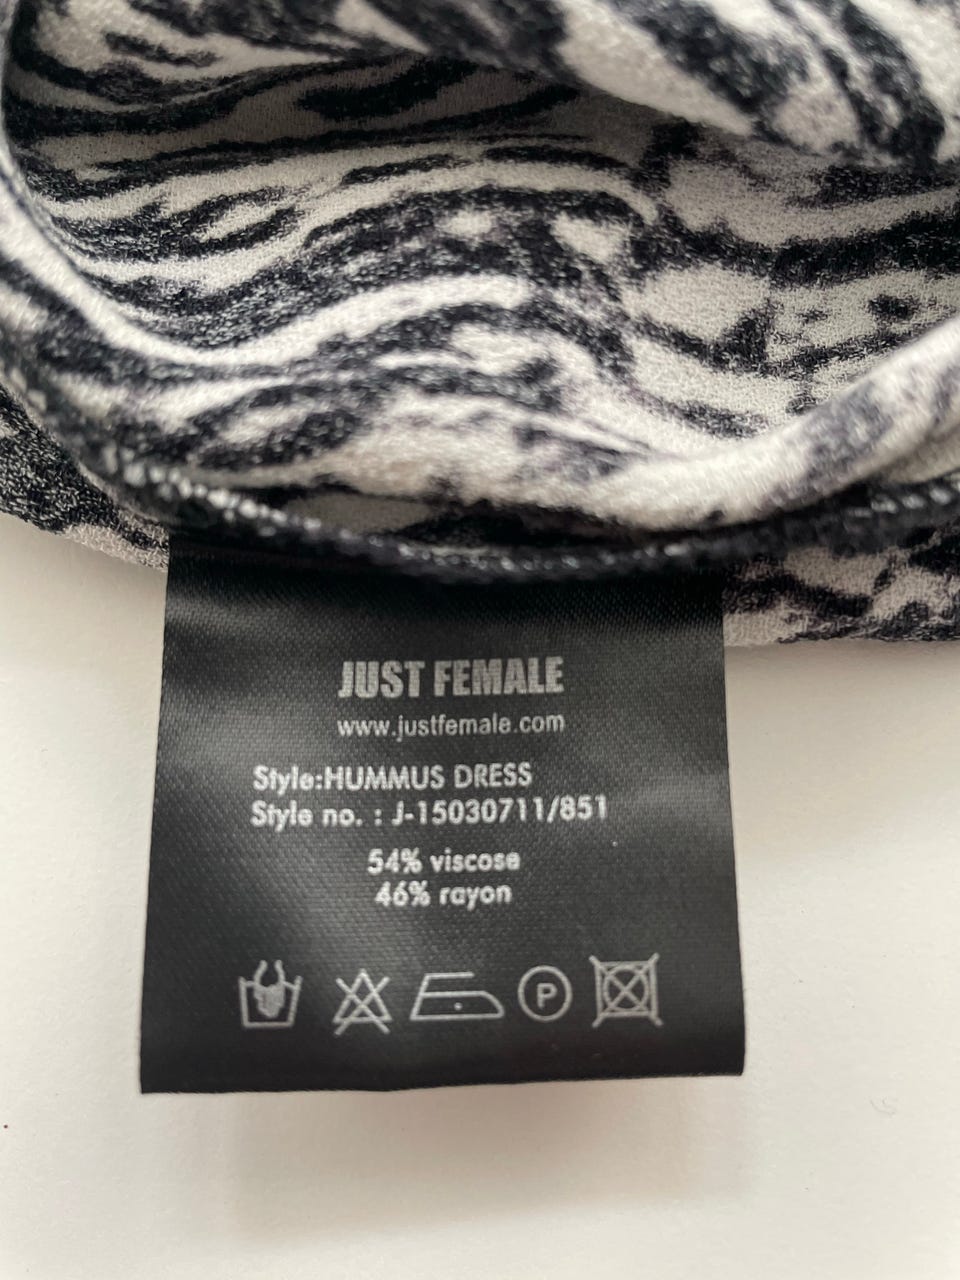 JUST FEMALE
www.justfemale.com
Style:HUMMUS DRESS
Style no. : J-15030711/851
54% viscose
46% rayon
P